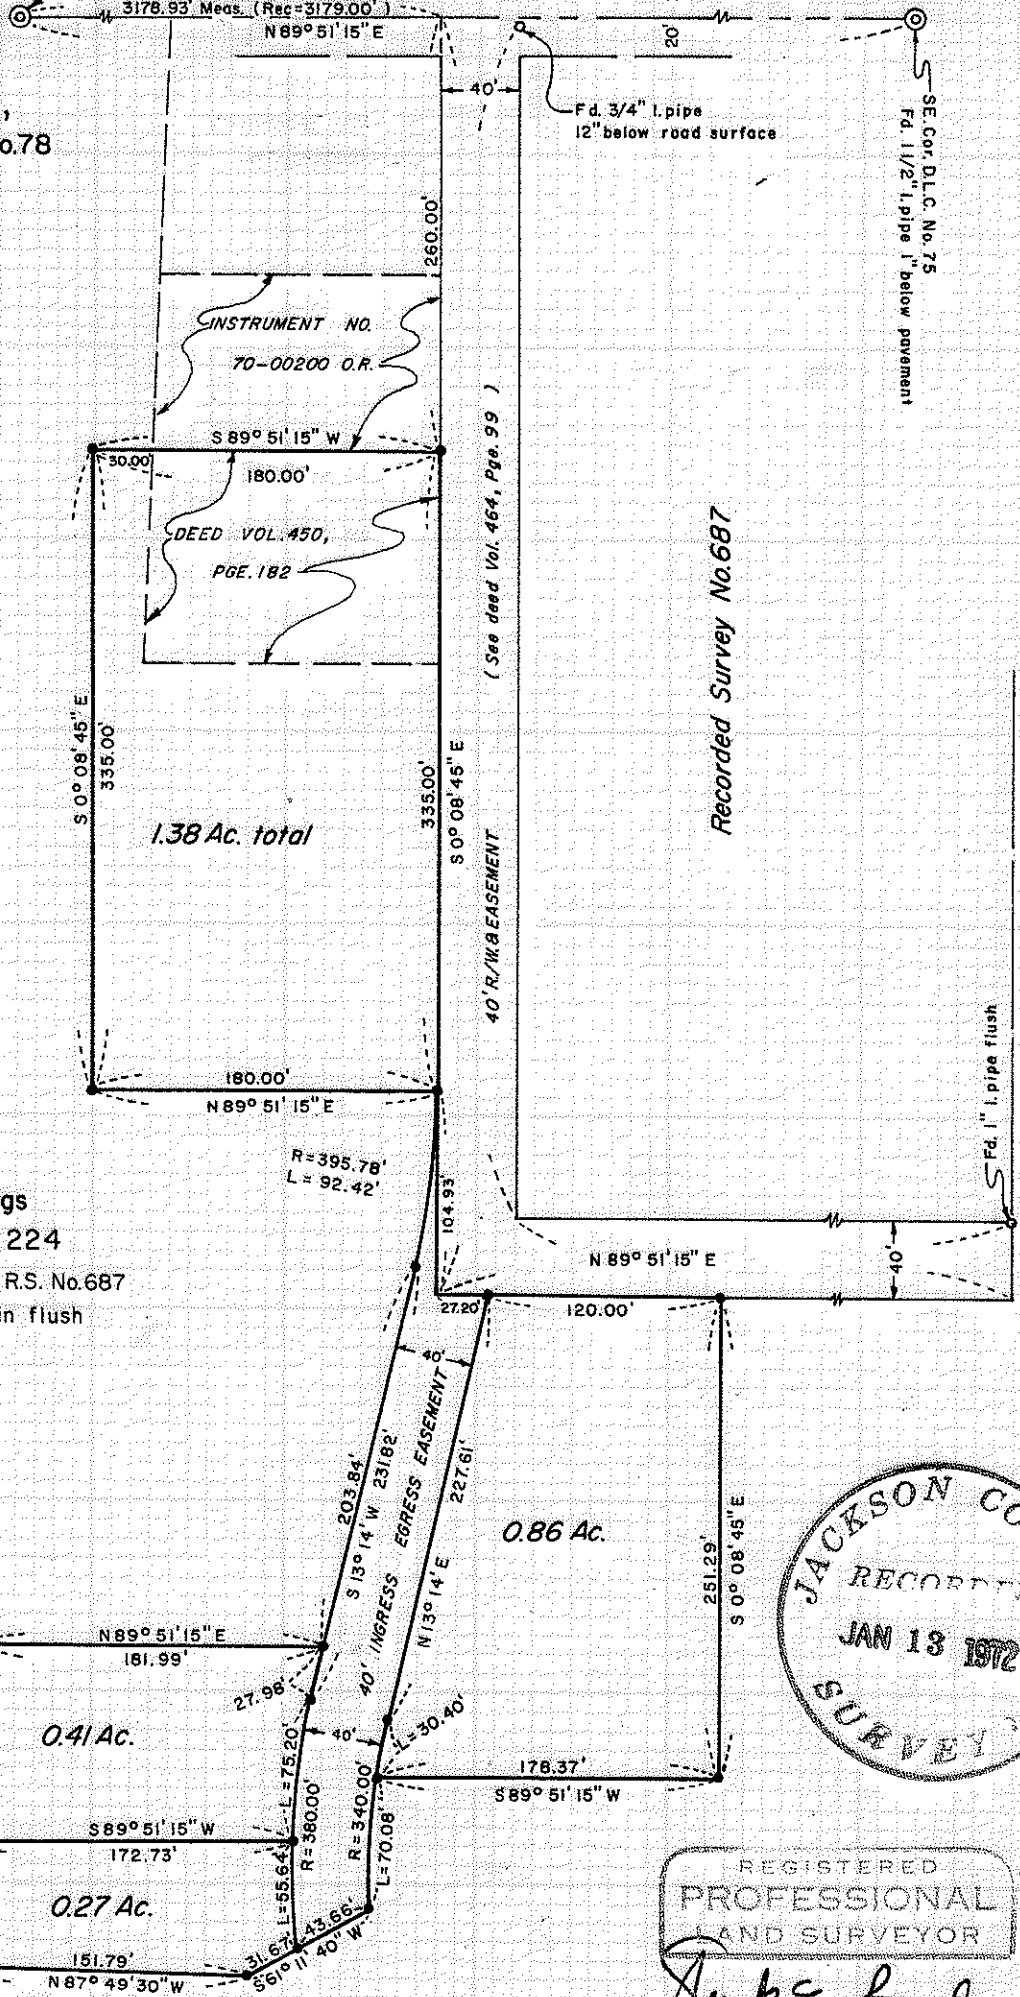 3178.93' Meas. (Rec=3179.00')
N 89° 51' 15" E
20'
40'
Fd. 3/4" I. pipe
12" below road surface
SE. Cor. D.L.C. No. 75
Fd. 1 1/2" I. pipe 1" below pavement
o.78
260.00'
INSTRUMENT NO.
70-00200 O.R.
S 89° 51' 15" W
30.00'
180.00'
DEED VOL. 450,
PGE. 182
(See deed Vol. 464, Pge. 99 )
Recorded Survey No. 687
S 0° 08' 45" E
335.00'
335.00'
S 0° 08' 45" E
1.38 Ac. total
40' R./W. & EASEMENT
180.00'
N 89° 51' 15" E
Fd. 1" I. pipe flush
R=395.78'
L= 92.42'
104.93'
gs
224
R.S. No. 687
in flush
N 89° 51' 15" E
40'
27.20'
120.00'
40'
203.84'
S 13° 14' W 231.82'
40' INGRESS EGRESS EASEMENT
227.61'
N 13° 14' E
0.86 Ac.
251.29'
S 0° 08' 45" E
JACKSON CO
RECORDE
JAN 13 1972
SURVEY
N 89° 51' 15" E
181.99'
27.98'
0.41 Ac.
L=75.20'
40'
L=30.40'
178.37'
S 89° 51' 15" W
R=380.00'
R=340.00'
L=70.08'
S 89° 51' 15" W
172.73'
L=55.64'
0.27 Ac.
43.66'
31.67'
S 61° 11' 40" W
151.79'
N 87° 49' 30" W
REGISTERED
PROFESSIONAL
LAND SURVEYOR